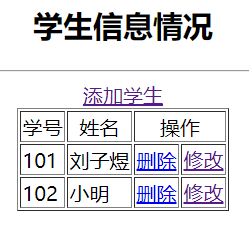 学生信息情况
添加学生
学号 姓名 操作
101 刘子煜 删除 修改
102 小明 删除 修改